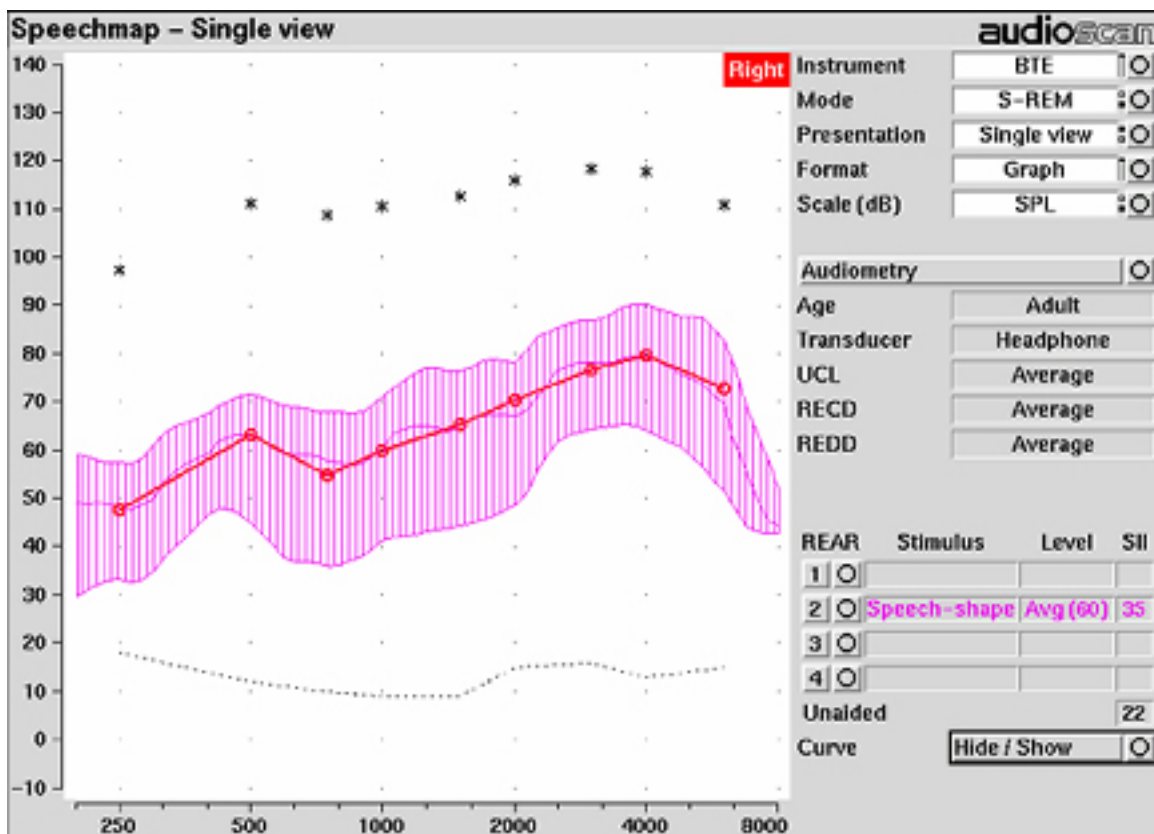 Speechmap – Single view
audioscan
Right
140
130
120
110
100
90
80
70
60
50
40
30
20
10
0
-10
250 500 1000 2000 4000 8000
Instrument BTE
Mode S-REM
Presentation Single view
Format Graph
Scale (dB) SPL
Audiometry
Age Adult
Transducer Headphone
UCL Average
RECD Average
REDD Average
REAR Stimulus Level SII
1
2 Speech-shape Avg (60) 35
3
4
Unaided 22
Curve Hide / Show